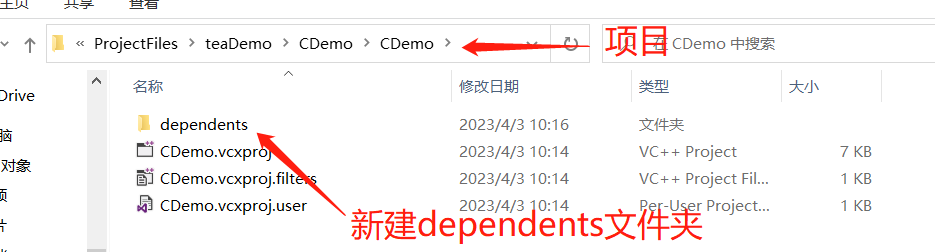 主页 共享 查看
« ProjectFiles › teaDemo › CDemo › CDemo ›
项目
在 CDemo 中搜索
名称 修改日期 类型 大小
Drive
脑
对象
dependents 2023/4/3 10:16 文件夹
CDemo.vcxproj 2023/4/3 10:14 VC++ Project 7 KB
CDemo.vcxproj.filters 2023/4/3 10:14 VC++ Project Fil... 1 KB
片
CDemo.vcxproj.user 2023/4/3 10:14 Per-User Project... 1 KB
新建dependents文件夹